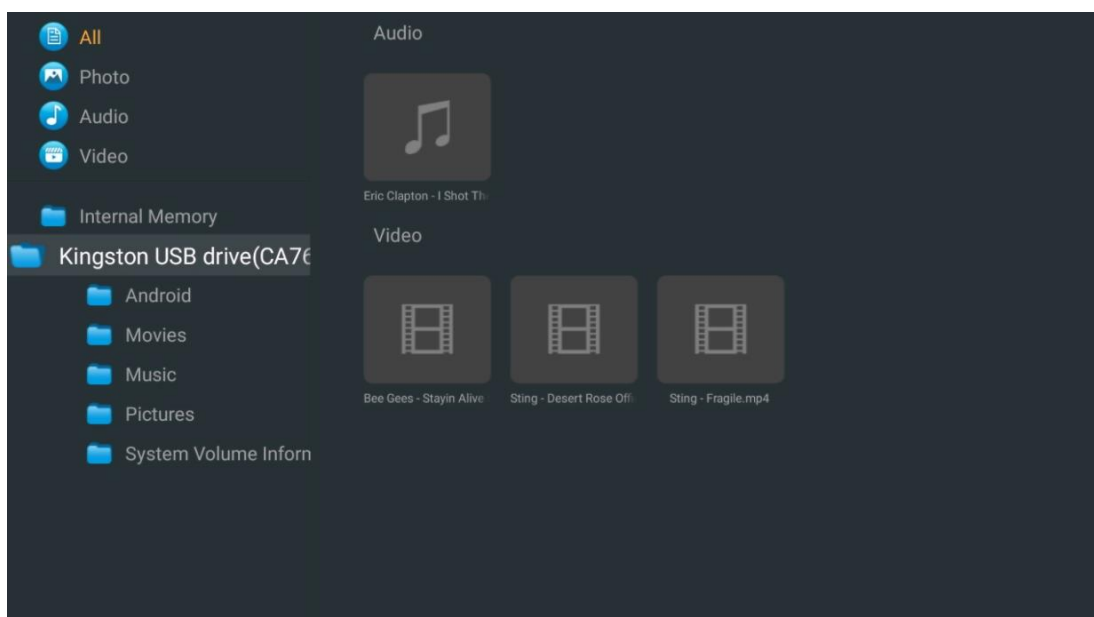 All
Photo
Audio
Video
Internal Memory
Kingston USB drive(CA76
Android
Movies
Music
Pictures
System Volume Inforn
Audio
Eric Clapton - I Shot Th
Video
Bee Gees - Stayin Alive
Sting - Desert Rose Offi
Sting - Fragile.mp4